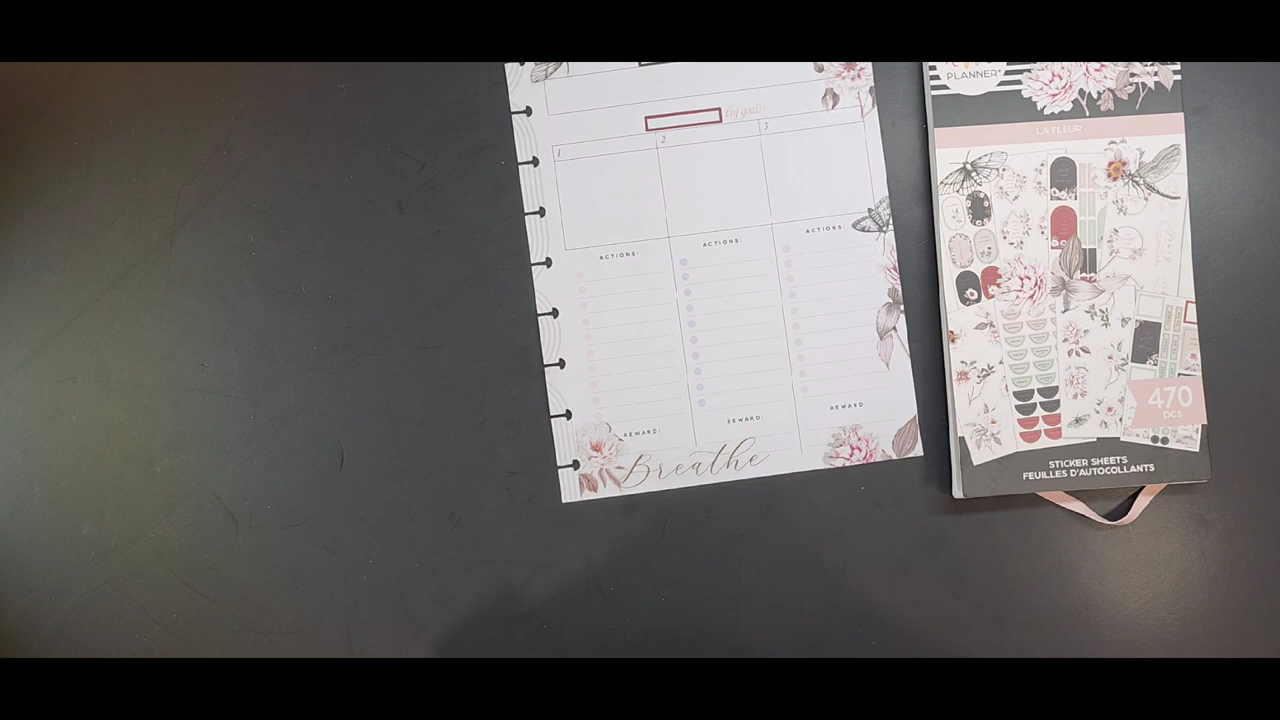 big goals:
1
2
3
ACTIONS:
ACTIONS:
ACTIONS:
REWARD:
REWARD:
REWARD:
Breathe
PLANNER
LA FLEUR
470
pcs
STICKER SHEETS
FEUILLES D'AUTOCOLLANTS